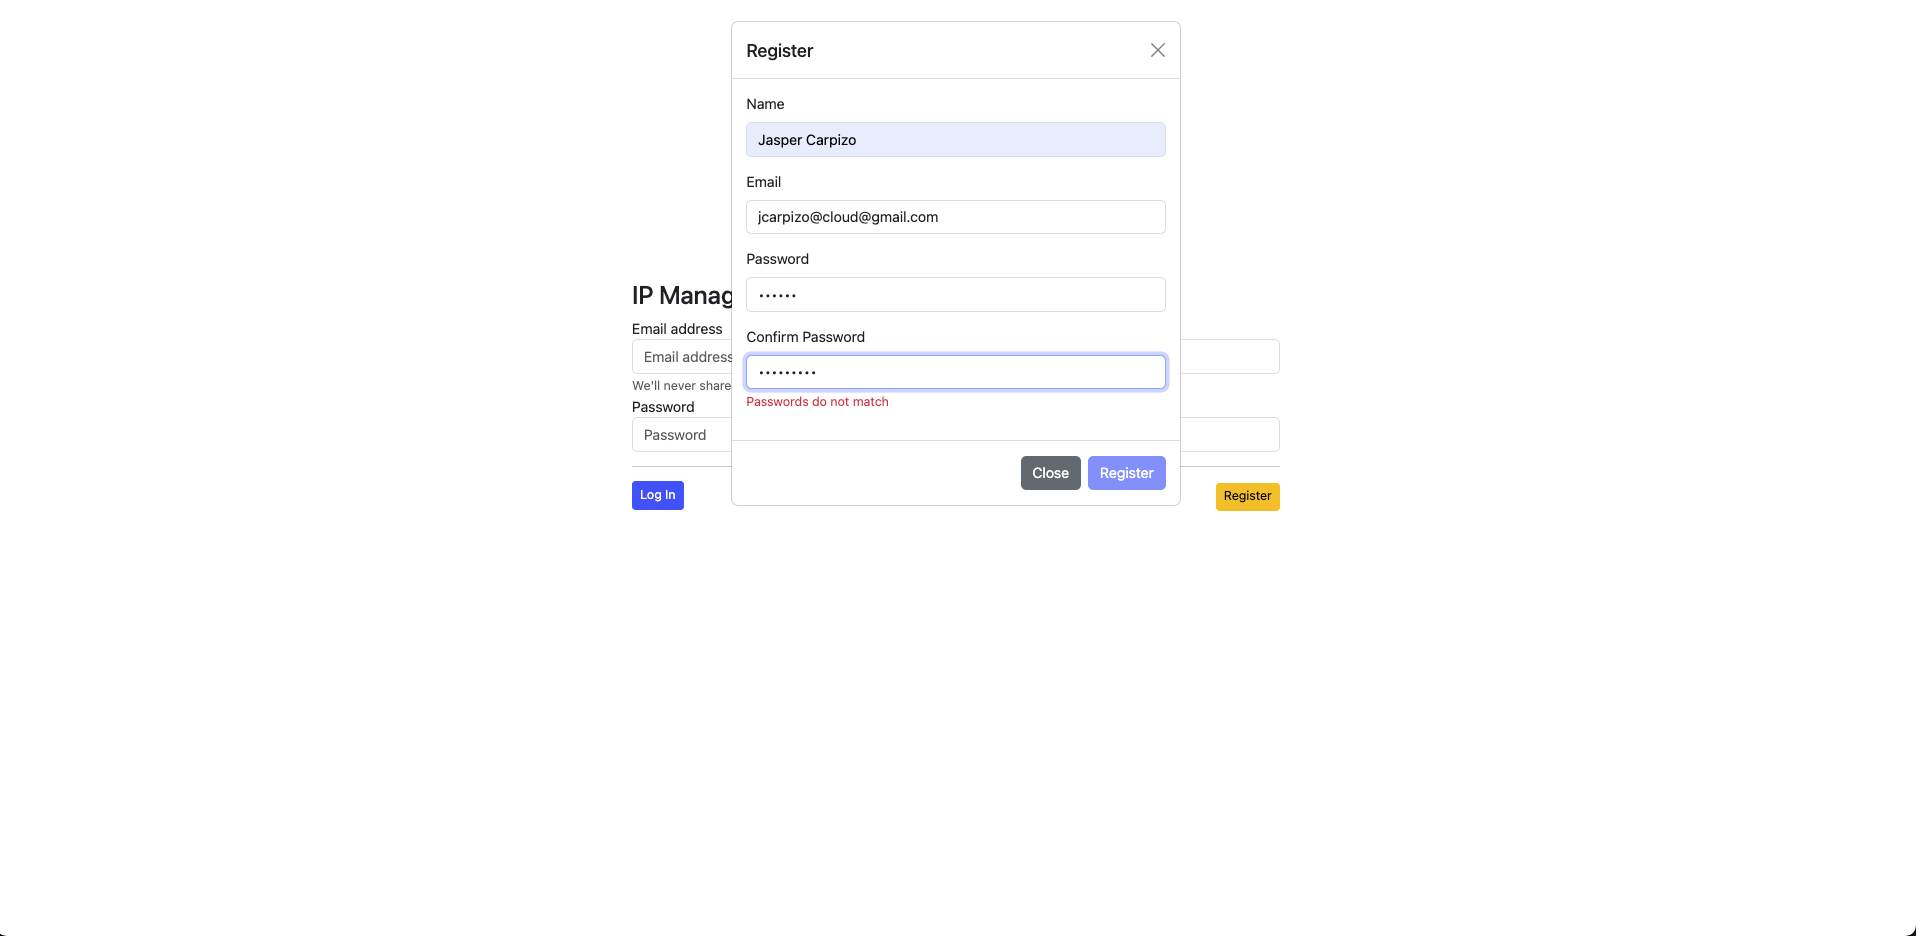 Register
Name
Jasper Carpizo
Email
jcarpizo@cloud@gmail.com
Password
••••••
Confirm Password
•••••••••
Passwords do not match
Close Register
IP Manag
Email address
Email address
We'll never share
Password
Password
Log In
Register